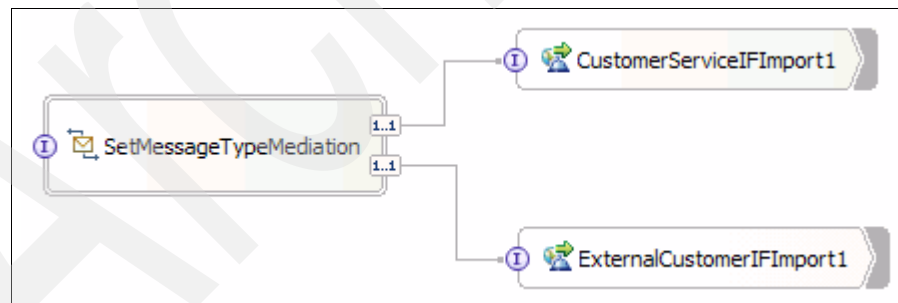 CustomerServiceIFImport1
SetMessageTypeMediation
1..1
1..1
ExternalCustomerIFImport1